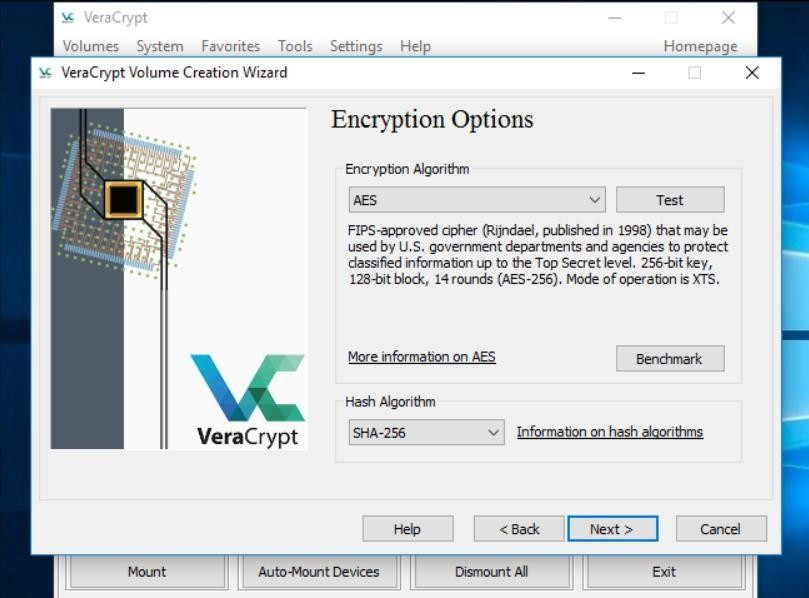 VeraCrypt
Volumes System Favorites Tools Settings Help Homepage
VeraCrypt Volume Creation Wizard
Encryption Options
Encryption Algorithm
AES Test
FIPS-approved cipher (Rijndael, published in 1998) that may be
used by U.S. government departments and agencies to protect
classified information up to the Top Secret level. 256-bit key,
128-bit block, 14 rounds (AES-256). Mode of operation is XTS.
More information on AES Benchmark
Hash Algorithm
SHA-256 Information on hash algorithms
VeraCrypt
Help < Back Next > Cancel
Mount Auto-Mount Devices Dismount All Exit